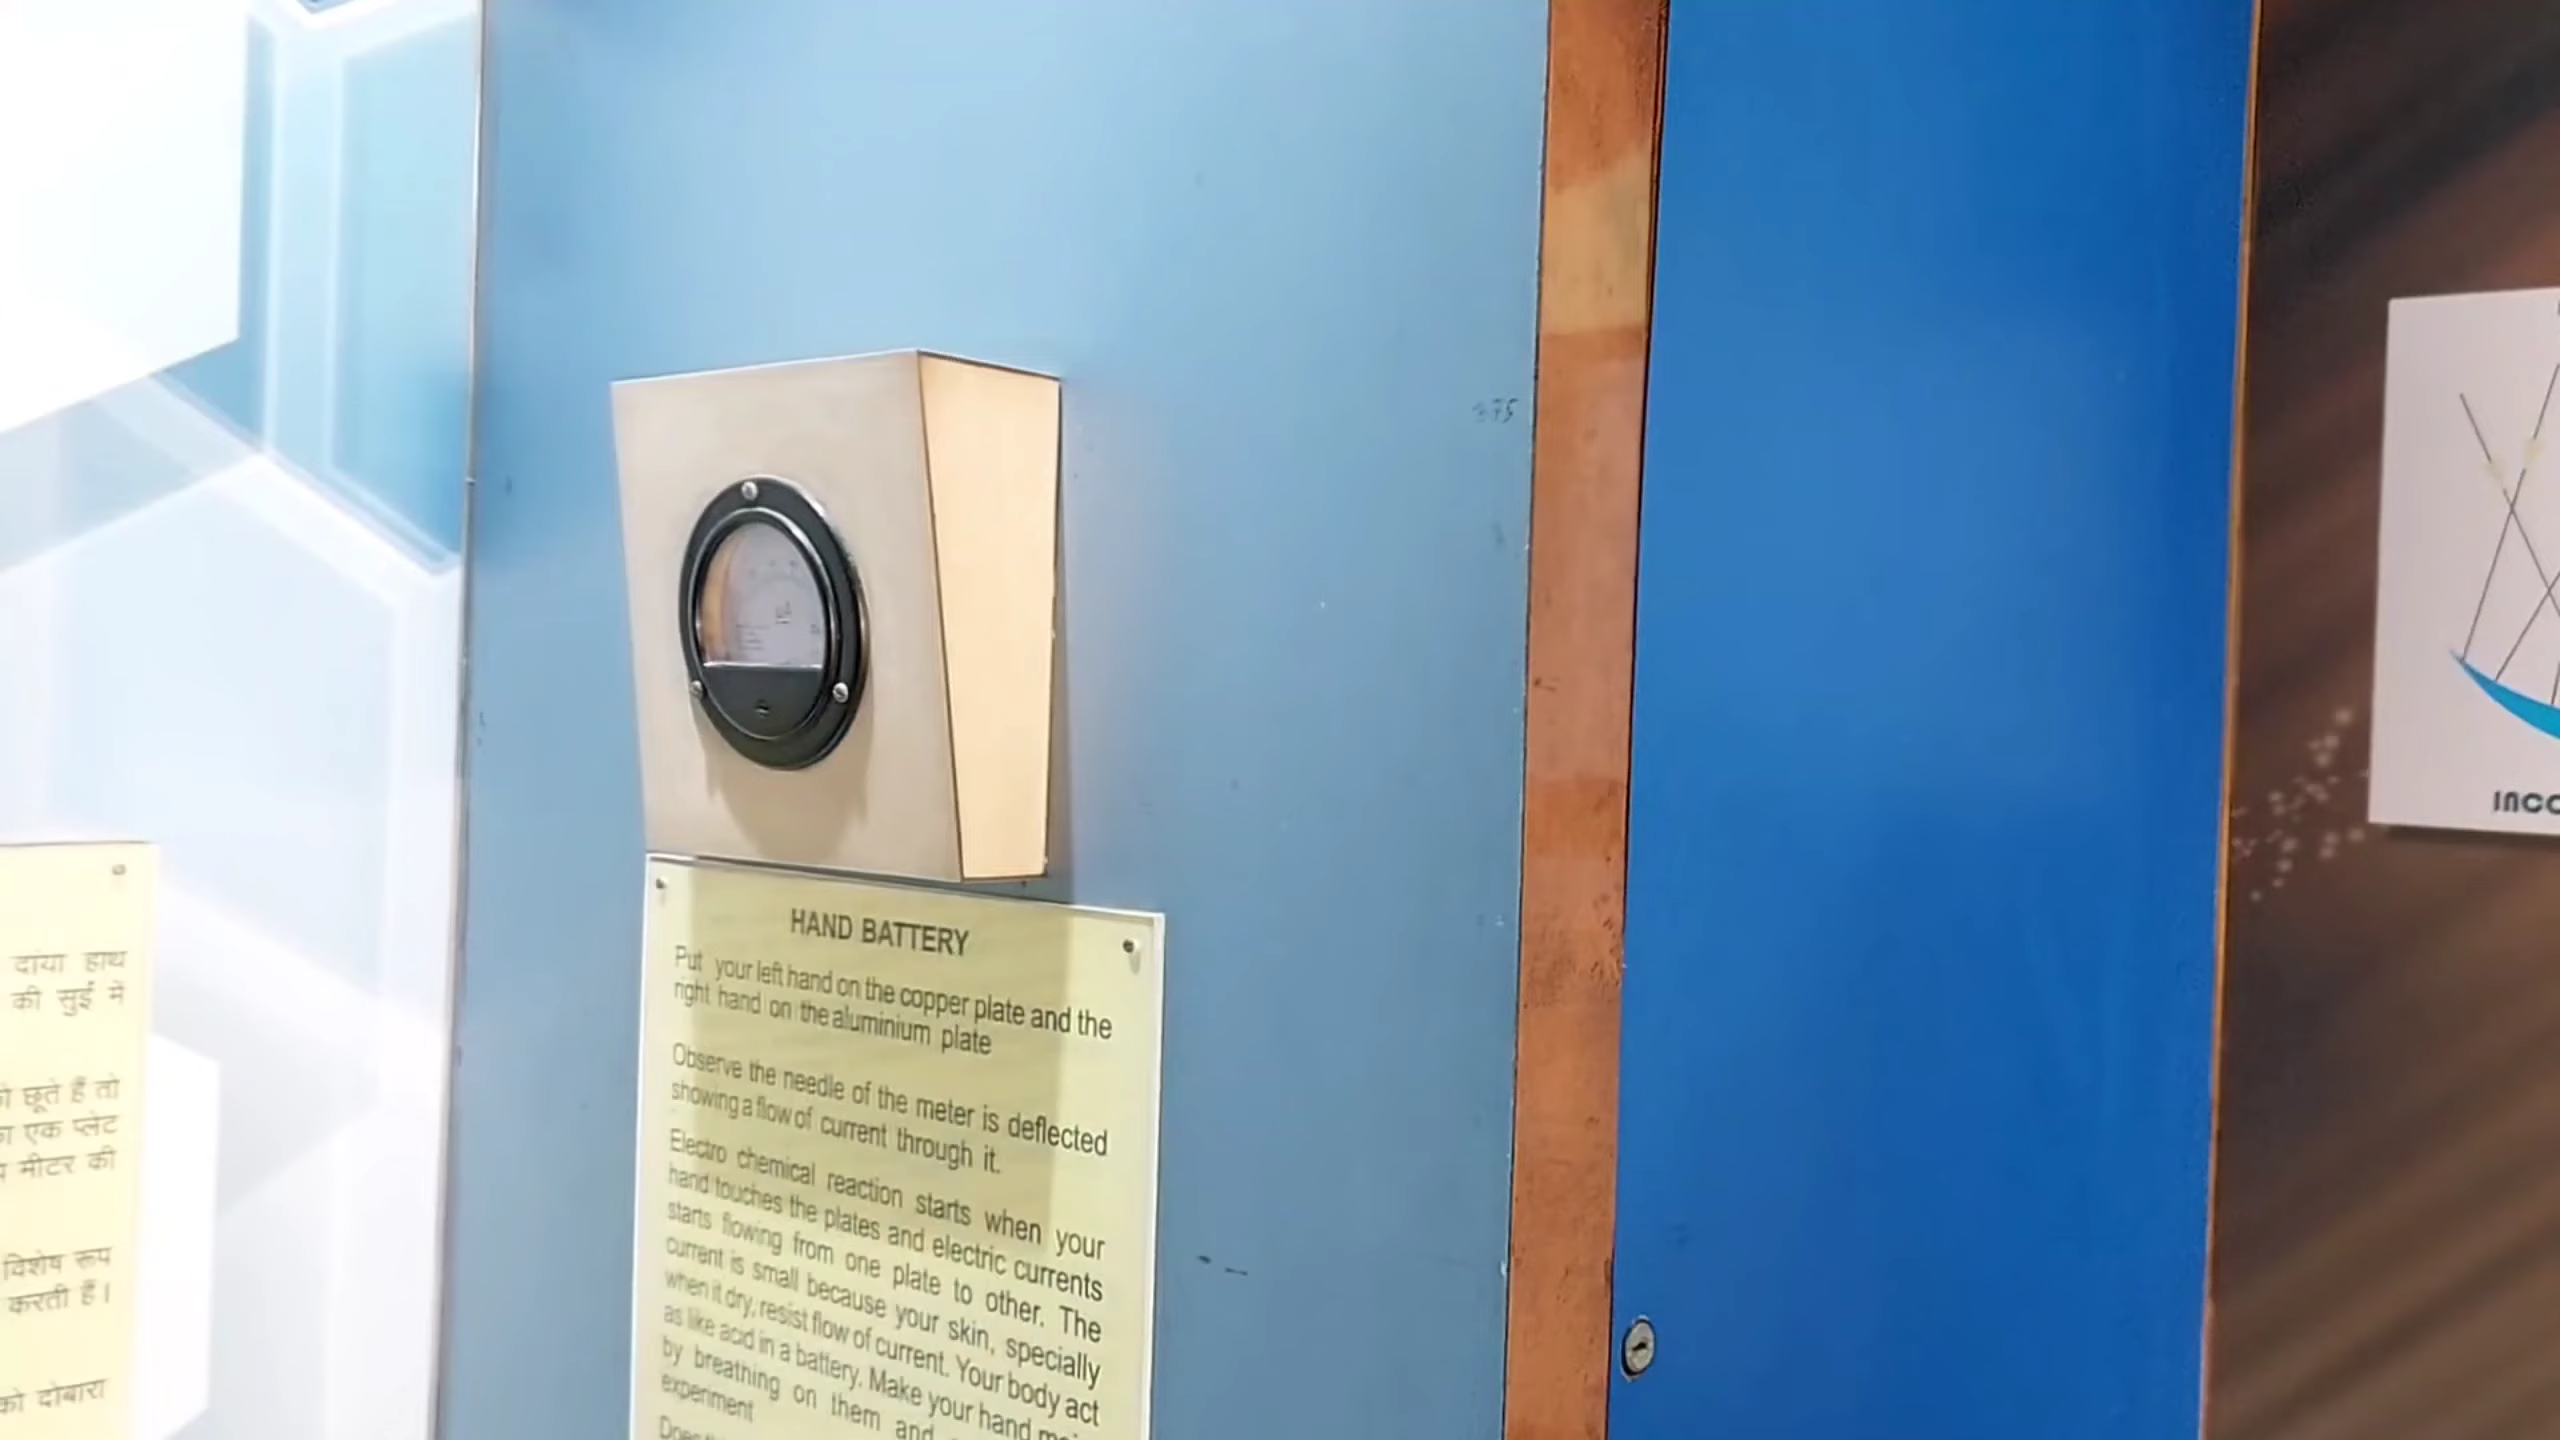 दांया हाथ
की सुई में
छूते हैं तो
एक प्लेट
मीटर की
विशेष रूप
करती हैं।
को दोबारा
µA
375
HAND BATTERY
Put your left hand on the copper plate and the
right hand on the aluminium plate
Observe the needle of the meter is deflected
showing a flow of current through it.
Electro chemical reaction starts when your
hand touches the plates and electric currents
starts flowing from one plate to other. The
current is small because your skin, specially
when it dry, resist flow of current. Your body act
as like acid in a battery. Make your hand
by breathing on them and
experiment
INCO